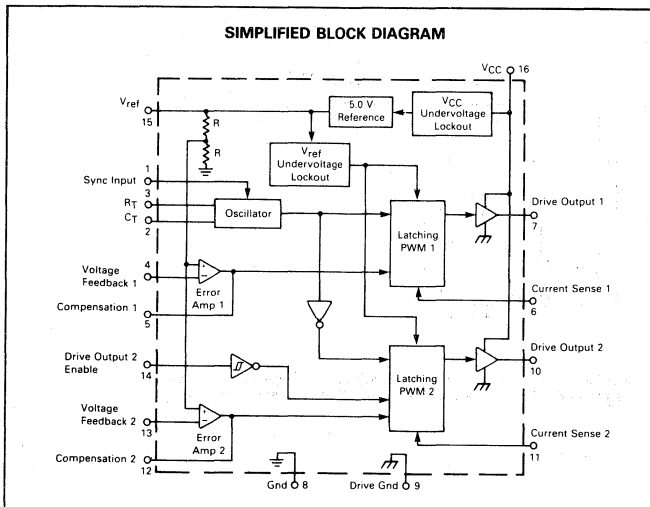 SIMPLIFIED BLOCK DIAGRAM
VCC 16
Vref
15
R
R
5.0 V
Reference
VCC
Undervoltage
Lockout
Vref
Undervoltage
Lockout
1
Sync Input
3
RT
CT
2
Oscillator
Latching
PWM 1
Drive Output 1
7
4
Voltage
Feedback 1
+
−
Error
Amp 1
Compensation 1
5
Current Sense 1
6
Drive Output 2
Enable
14
Latching
PWM 2
Drive Output 2
10
Voltage
Feedback 2
13
+
−
Error
Amp 2
Compensation 2
12
Current Sense 2
11
Gnd 8
Drive Gnd 9